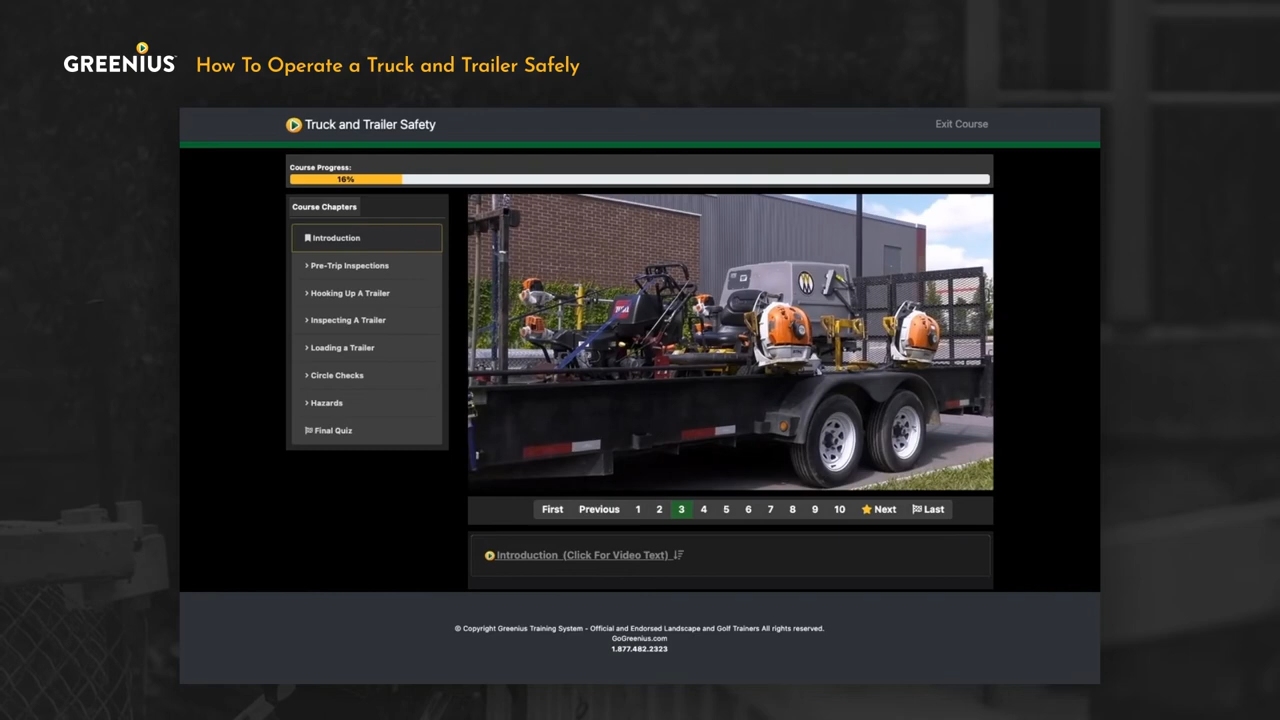 GREENIUS
How To Operate a Truck and Trailer Safely
Truck and Trailer Safety
Exit Course
Course Progress:
16%
Course Chapters
Introduction
Pre-Trip Inspections
Hooking Up A Trailer
Inspecting A Trailer
Loading a Trailer
Circle Checks
Hazards
Final Quiz
First Previous 1 2 3 4 5 6 7 8 9 10 Next Last
Introduction (Click For Video Text)
© Copyright Greenius Training System - Official and Endorsed Landscape and Golf Trainers All rights reserved.
GoGreenius.com
1.877.482.2323